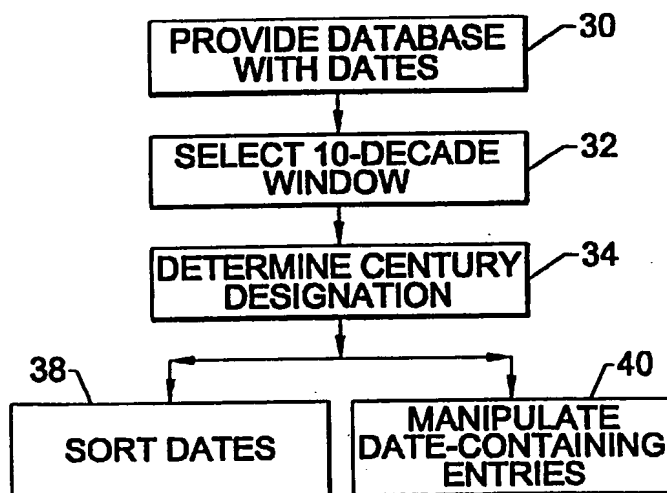 PROVIDE DATABASE
WITH DATES
30
SELECT 10-DECADE
WINDOW
32
DETERMINE CENTURY
DESIGNATION
34
38
SORT DATES
40
MANIPULATE
DATE-CONTAINING
ENTRIES